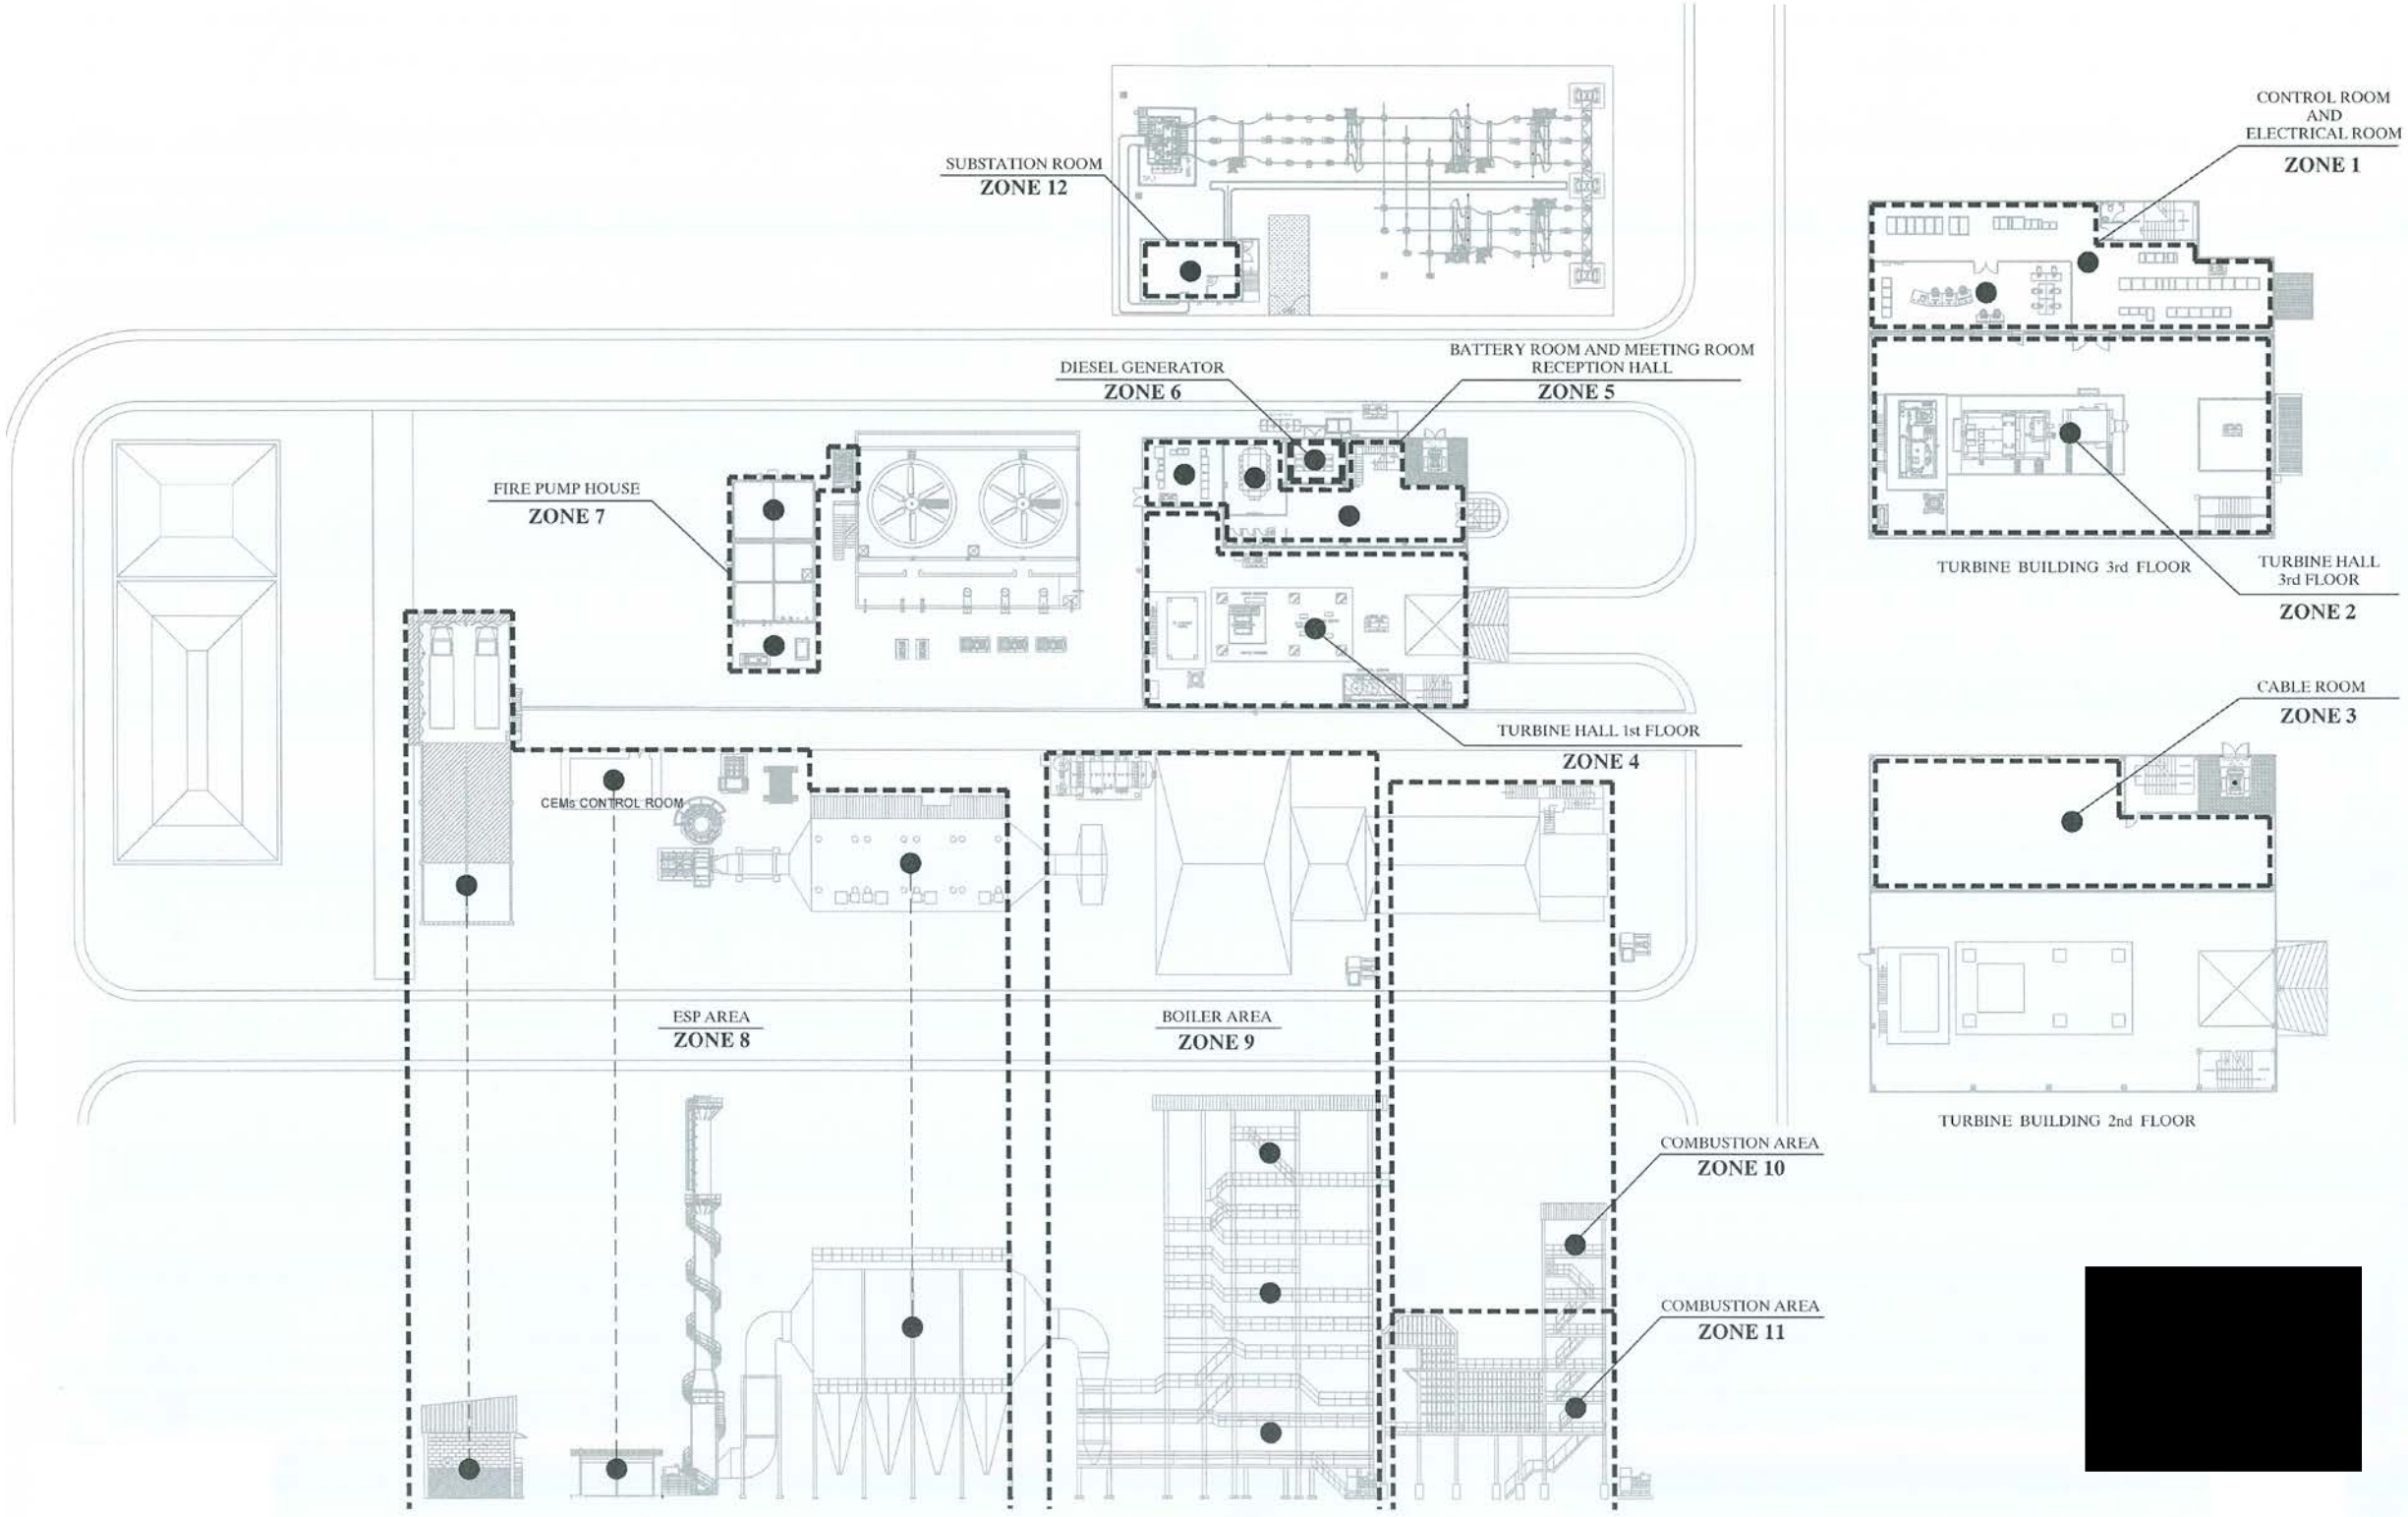 CONTROL ROOM
AND
ELECTRICAL ROOM
ZONE 1
SUBSTATION ROOM
ZONE 12
BATTERY ROOM AND MEETING ROOM
RECEPTION HALL
ZONE 5
DIESEL GENERATOR
ZONE 6
FIRE PUMP HOUSE
ZONE 7
TURBINE BUILDING 3rd FLOOR
TURBINE HALL
3rd FLOOR
ZONE 2
CABLE ROOM
ZONE 3
TURBINE HALL 1st FLOOR
ZONE 4
CEMs CONTROL ROOM
ESP AREA
ZONE 8
BOILER AREA
ZONE 9
TURBINE BUILDING 2nd FLOOR
COMBUSTION AREA
ZONE 10
COMBUSTION AREA
ZONE 11